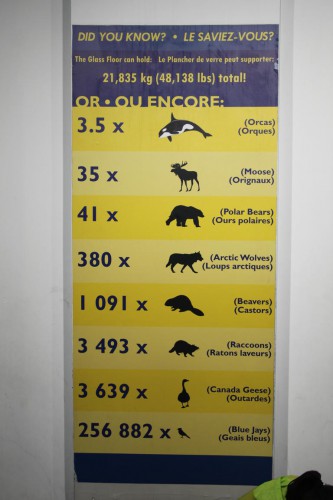 DID YOU KNOW? • LE SAVIEZ-VOUS?
The Glass Floor can hold: Le Plancher de verre peut supporter:
21,835 kg (48,138 lbs) total!
OR • OU ENCORE:
3.5 x (Orcas)
(Orques)
35 x (Moose)
(Orignaux)
41 x (Polar Bears)
(Ours polaires)
380 x (Arctic Wolves)
(Loups arctiques)
1 091 x (Beavers)
(Castors)
3 493 x (Raccoons)
(Ratons laveurs)
3 639 x (Canada Geese)
(Outardes)
256 882 x (Blue Jays)
(Geais bleus)